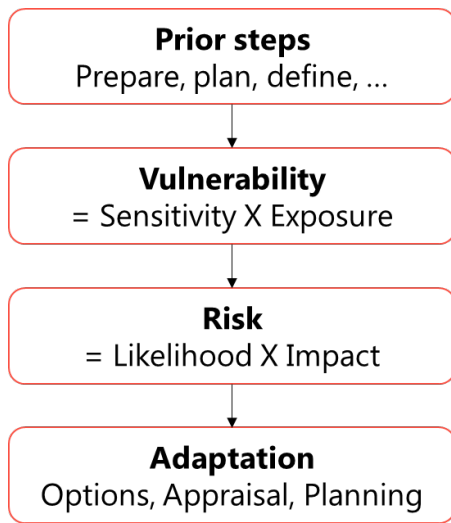 Prior steps
Prepare, plan, define, ...
Vulnerability
= Sensitivity X Exposure
Risk
= Likelihood X Impact
Adaptation
Options, Appraisal, Planning